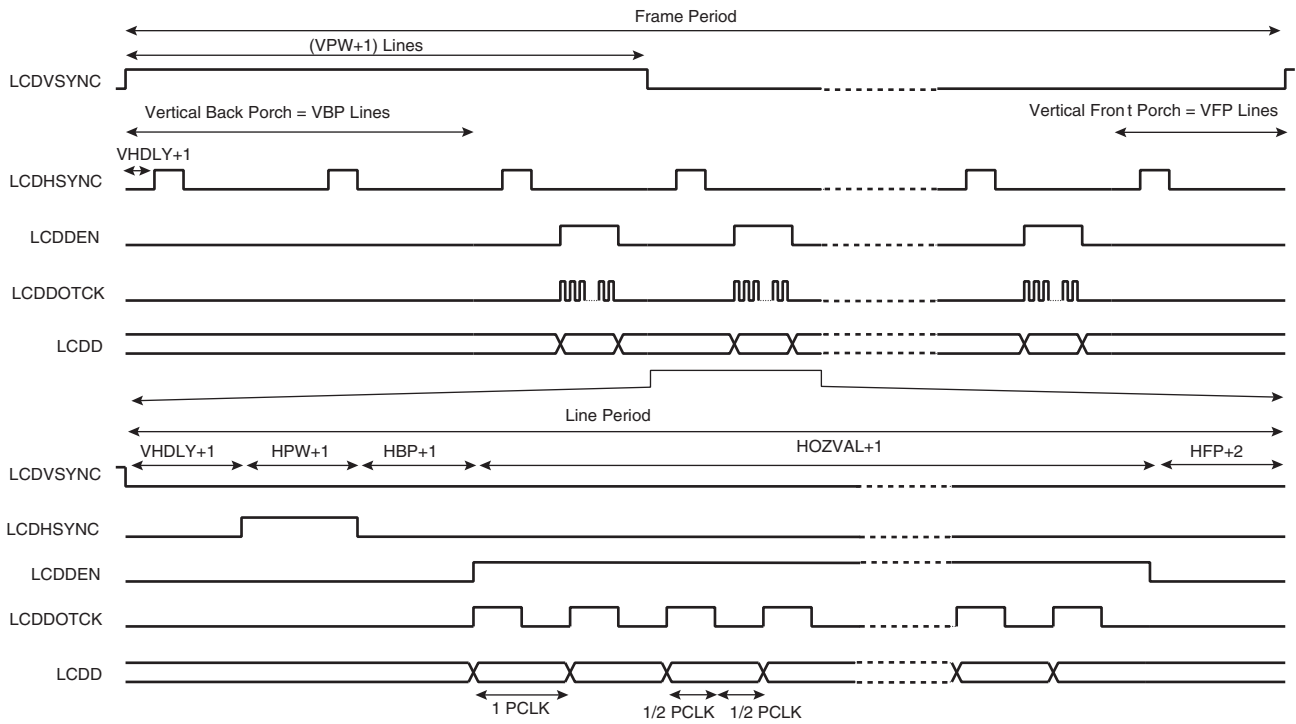 Frame Period
(VPW+1) Lines
LCDVSYNC
Vertical Back Porch = VBP Lines
Vertical Front Porch = VFP Lines
VHDLY+1
LCDHSYNC
LCDDEN
LCDDOTCK
LCDD
Line Period
VHDLY+1
HPW+1
HBP+1
HOZVAL+1
HFP+2
LCDVSYNC
LCDHSYNC
LCDDEN
LCDDOTCK
LCDD
1 PCLK
1/2 PCLK
1/2 PCLK